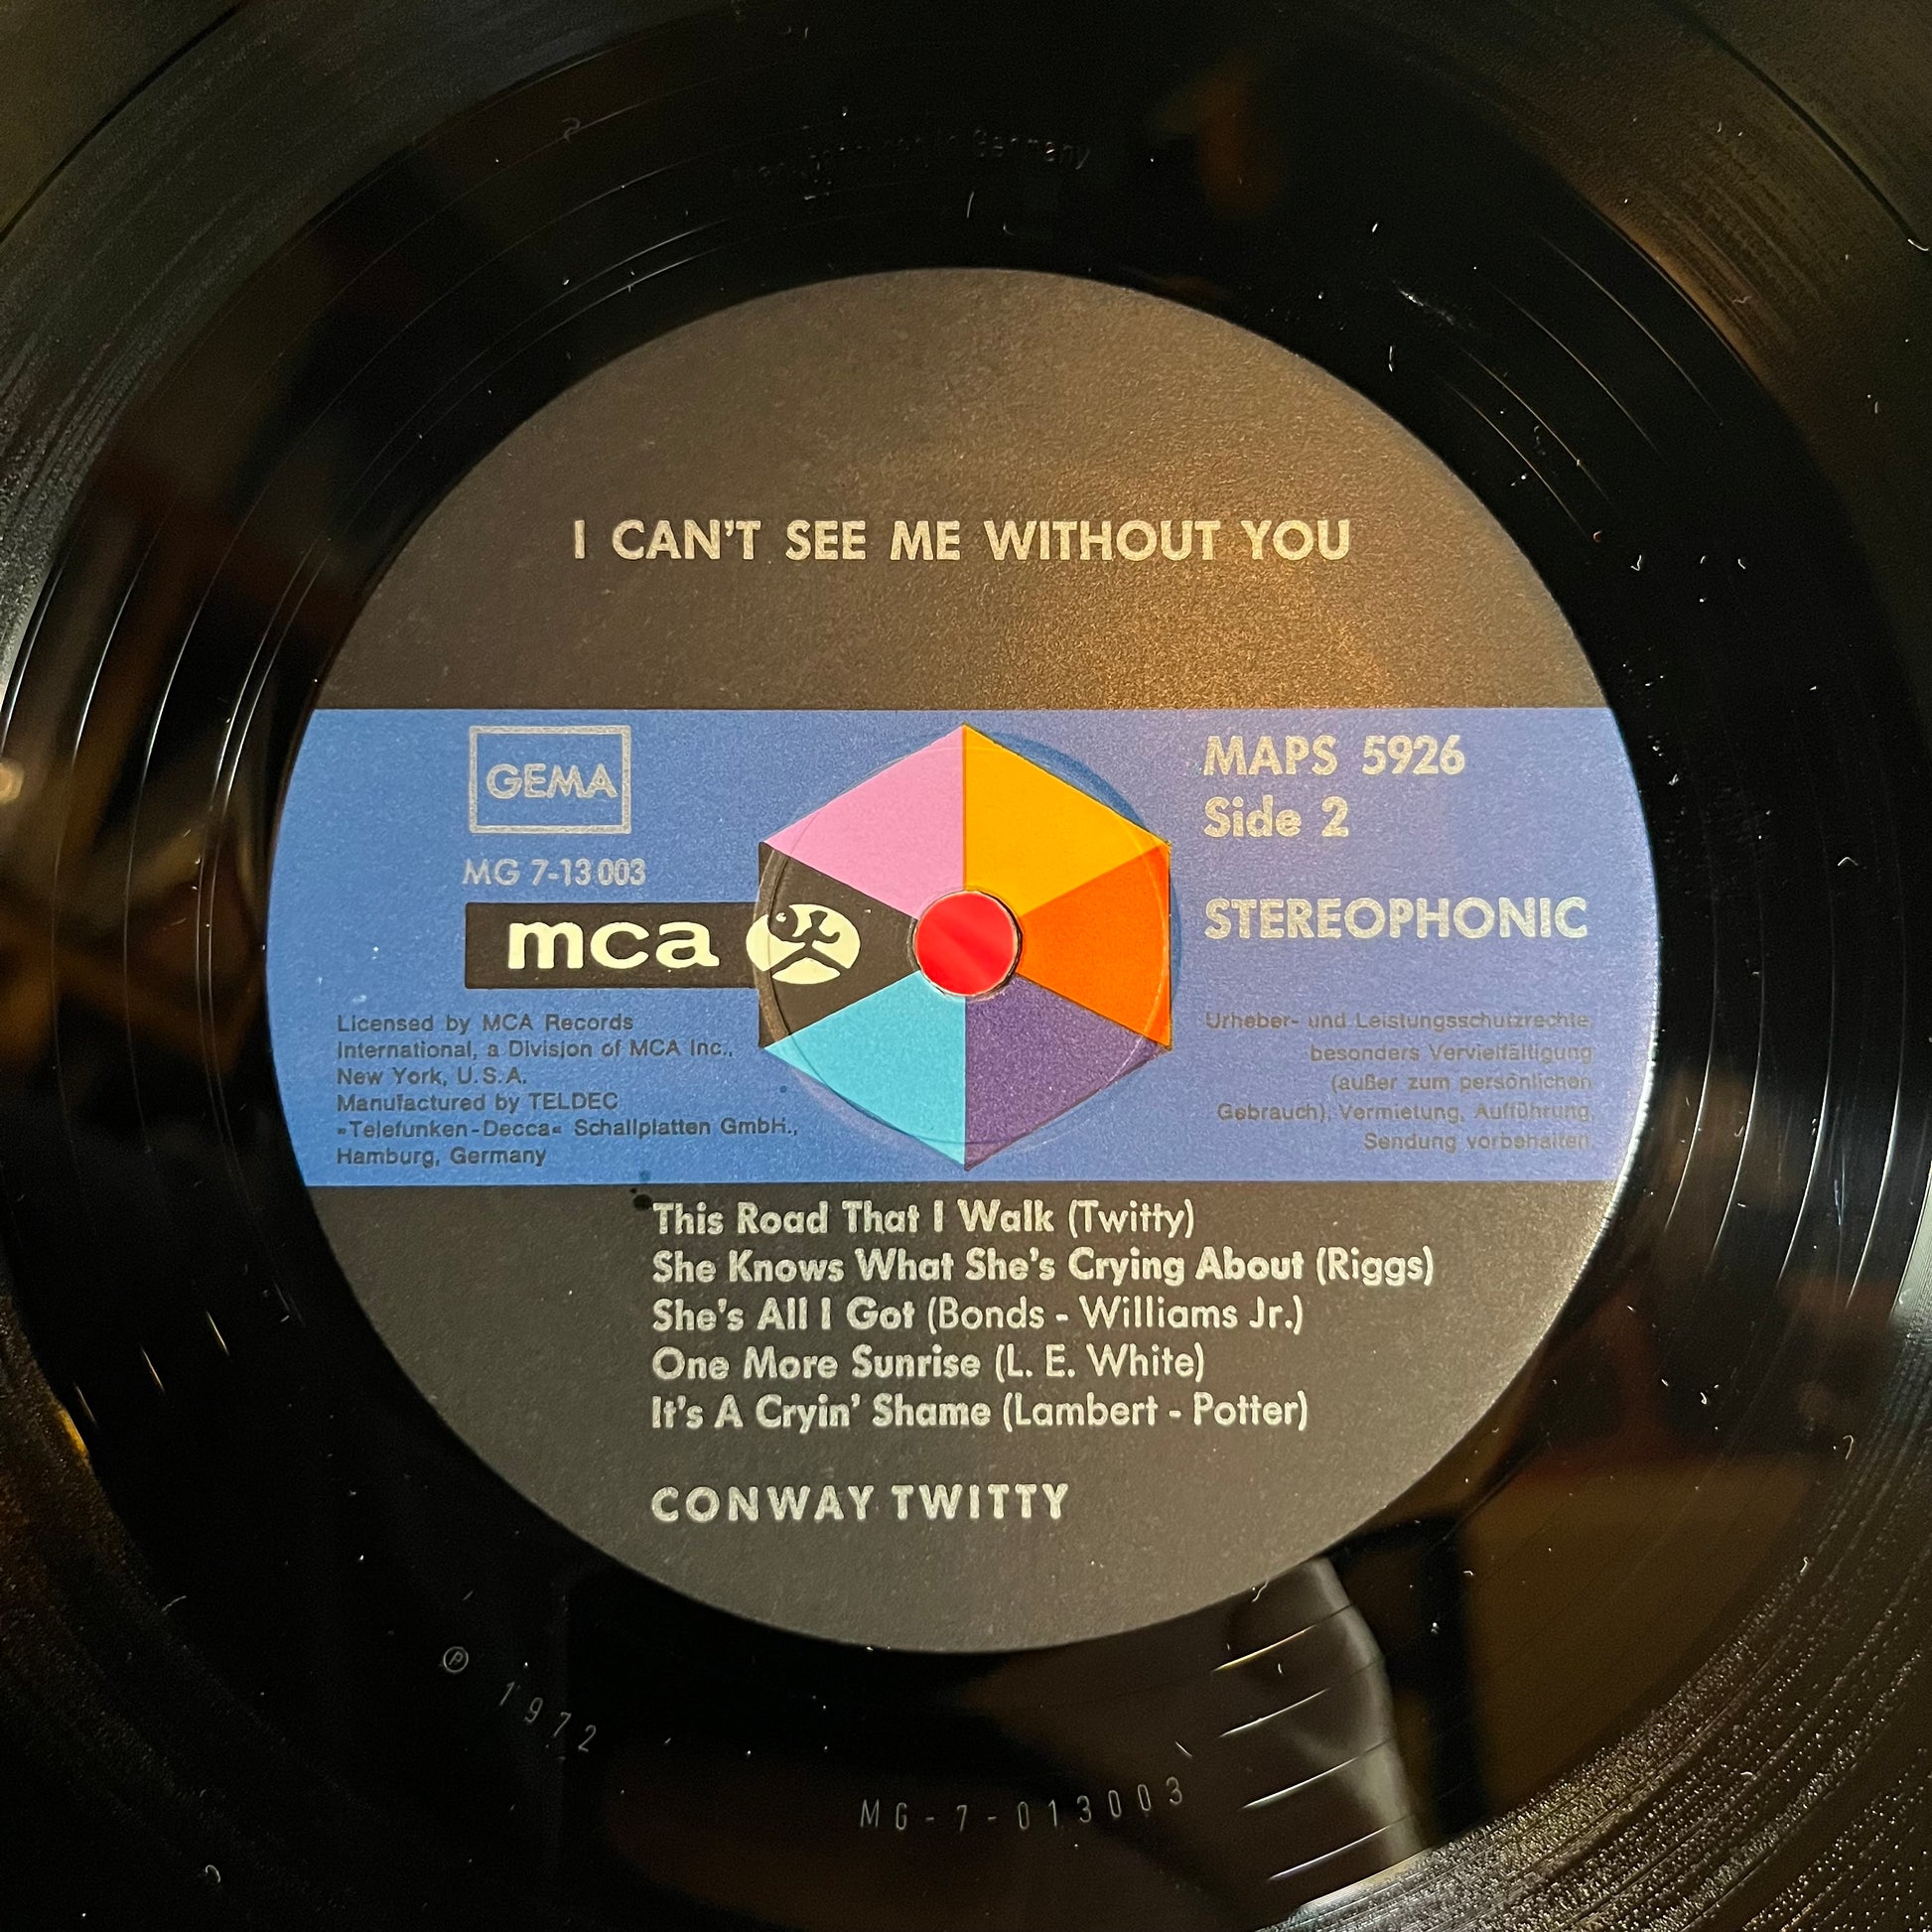 Germany
I CAN'T SEE ME WITHOUT YOU
GEMA
MG 7-13 003
mca
MAPS 5926
Side 2
STEREOPHONIC
Licensed by MCA Records
International, a Division of MCA Inc.,
New York, U.S.A.
Manufactured by TELDEC
»Telefunken-Decca« Schallplatten GmbH.,
Hamburg, Germany
Urheber- und Leistungsschutzrechte,
besonders Vervielfältigung
(außer zum persönlichen
Gebrauch), Vermietung, Aufführung,
Sendung vorbehalten.
This Road That I Walk (Twitty)
She Knows What She's Crying About (Riggs)
She's All I Got (Bonds - Williams Jr.)
One More Sunrise (L. E. White)
It's A Cryin' Shame (Lambert - Potter)
CONWAY TWITTY
℗ 1972
MG-7-013003